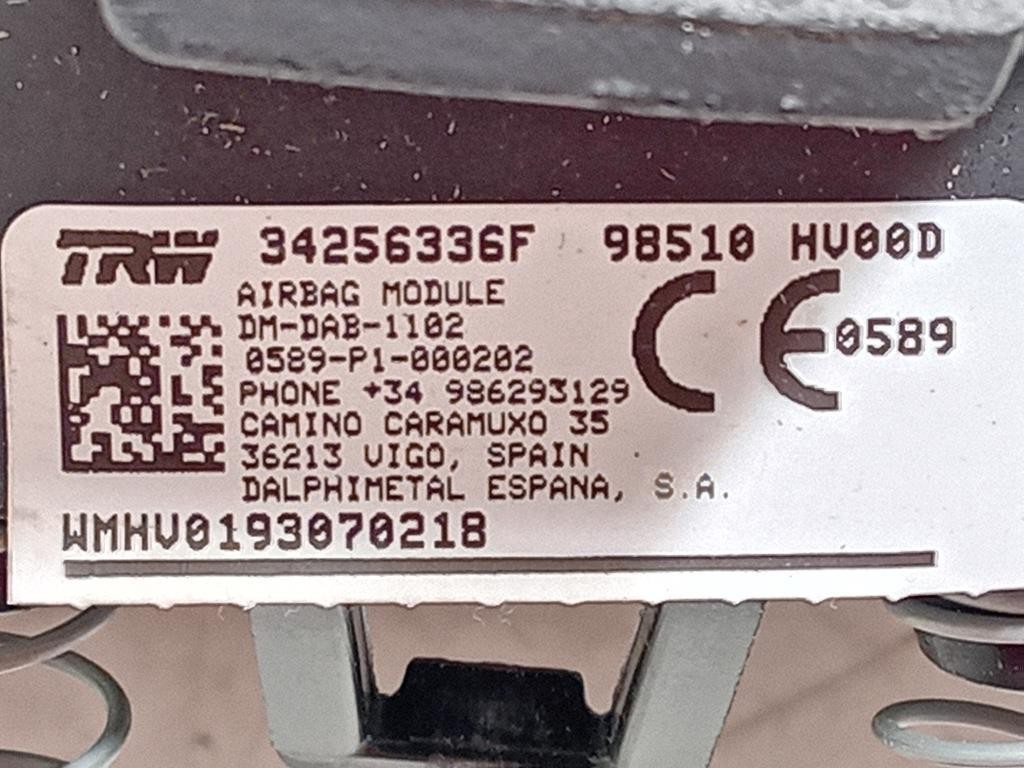 TRW 34256336F 98510 HV00D
AIRBAG MODULE
DM-DAB-1102
0589-P1-000202
CE 0589
PHONE +34 986293129
CAMINO CARAMUXO 35
36213 VIGO, SPAIN
DALPHIMETAL ESPANA, S.A.
WMHV0193070218